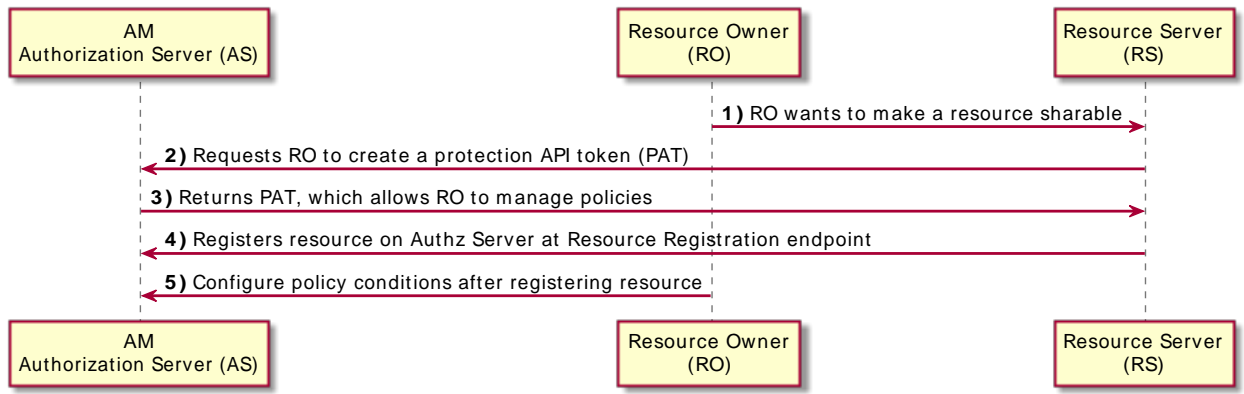 AM
Authorization Server (AS)
Resource Owner
(RO)
Resource Server
(RS)
1) RO wants to make a resource sharable
2) Requests RO to create a protection API token (PAT)
3) Returns PAT, which allows RO to manage policies
4) Registers resource on Authz Server at Resource Registration endpoint
5) Configure policy conditions after registering resource
AM
Authorization Server (AS)
Resource Owner
(RO)
Resource Server
(RS)